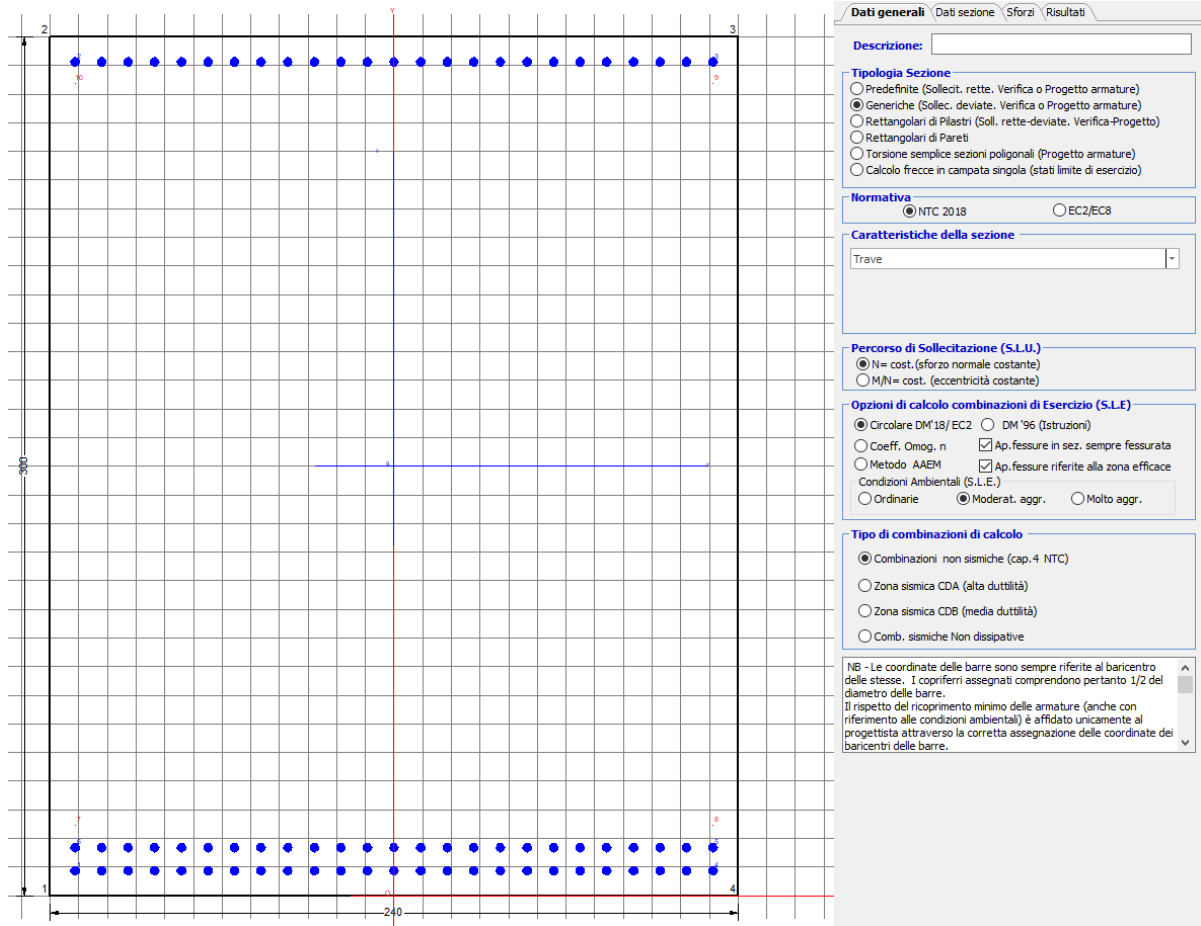 Y
2
3
10
9
300
7
8
1
4
240
Dati generali Dati sezione Sforzi Risultati
Descrizione:
Tipologia Sezione
Predefinite (Sollecit. rette. Verifica o Progetto armature)
Generiche (Sollec. deviate. Verifica o Progetto armature)
Rettangolari di Pilastri (Soll. rette-deviate. Verifica-Progetto)
Rettangolari di Pareti
Torsione semplice sezioni poligonali (Progetto armature)
Calcolo frecce in campata singola (stati limite di esercizio)
Normativa
NTC 2018 EC2/EC8
Caratteristiche della sezione
Trave
Percorso di Sollecitazione (S.L.U.)
N= cost.(sforzo normale costante)
M/N= cost. (eccentricità costante)
Opzioni di calcolo combinazioni di Esercizio (S.L.E)
Circolare DM'18/ EC2 DM '96 (Istruzioni)
Coeff. Omog. n Ap.fessure in sez. sempre fessurata
Metodo AAEM Ap.fessure riferite alla zona efficace
Condizioni Ambientali (S.L.E.)
Ordinarie Moderat. aggr. Molto aggr.
Tipo di combinazioni di calcolo
Combinazioni non sismiche (cap.4 NTC)
Zona sismica CDA (alta duttilità)
Zona sismica CDB (media duttilità)
Comb. sismiche Non dissipative
NB - Le coordinate delle barre sono sempre riferite al baricentro
delle stesse. I copriferri assegnati comprendono pertanto 1/2 del
diametro delle barre.
Il rispetto del ricoprimento minimo delle armature (anche con
riferimento alle condizioni ambientali) è affidato unicamente al
progettista attraverso la corretta assegnazione delle coordinate dei
baricentri delle barre.